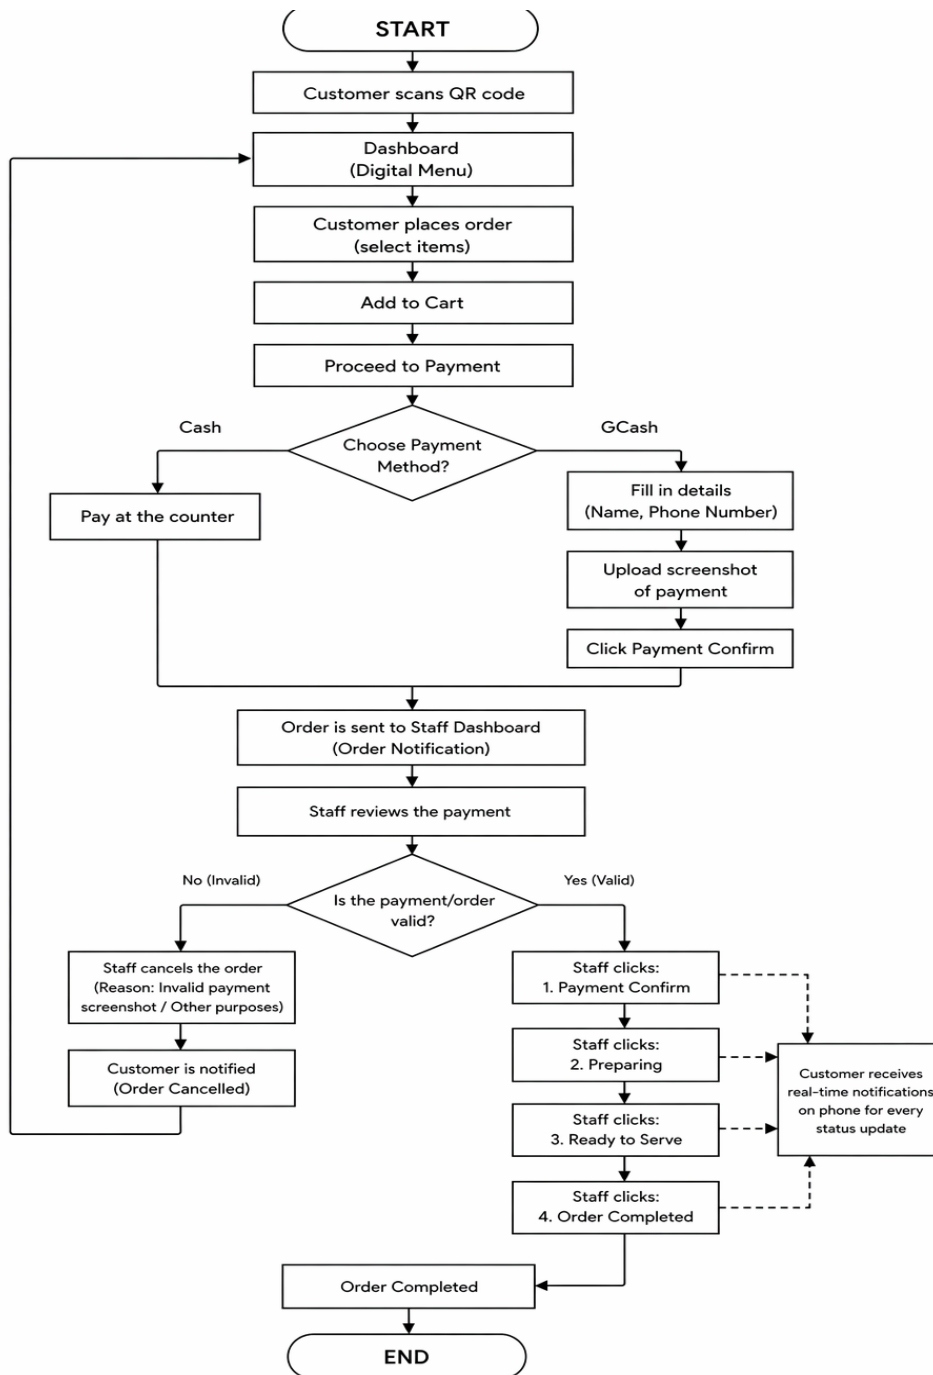 START
Customer scans QR code
Dashboard
(Digital Menu)
Customer places order
(select items)
Add to Cart
Proceed to Payment
Cash
GCash
Choose Payment
Method?
Pay at the counter
Fill in details
(Name, Phone Number)
Upload screenshot
of payment
Click Payment Confirm
Order is sent to Staff Dashboard
(Order Notification)
Staff reviews the payment
No (Invalid)
Yes (Valid)
Is the payment/order
valid?
Staff cancels the order
(Reason: Invalid payment
screenshot / Other purposes)
Customer is notified
(Order Cancelled)
Staff clicks:
1. Payment Confirm
Staff clicks:
2. Preparing
Staff clicks:
3. Ready to Serve
Staff clicks:
4. Order Completed
Customer receives
real-time notifications
on phone for every
status update
Order Completed
END